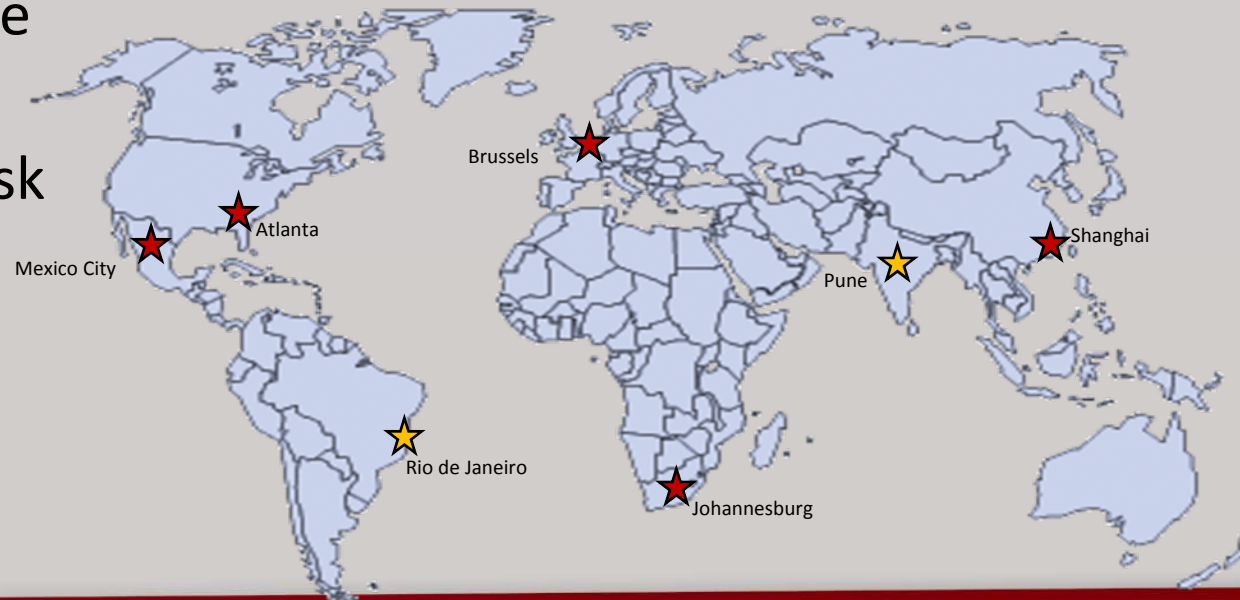 e
sk
Brussels
Atlanta
Shanghai
Mexico City
Pune
Rio de Janeiro
Johannesburg